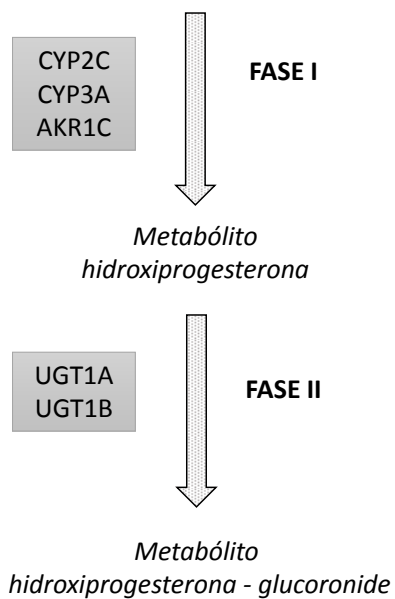 CYP2C
CYP3A
AKR1C
FASE I
Metabólito
hidroxiprogesterona
UGT1A
UGT1B
FASE II
Metabólito
hidroxiprogesterona - glucoronide